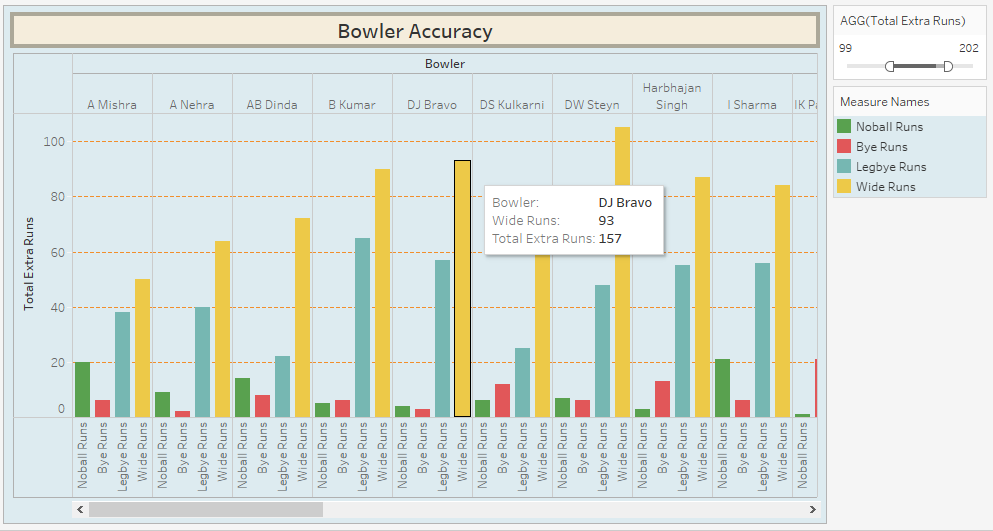 Bowler Accuracy
Bowler
A Mishra
A Nehra
AB Dinda
B Kumar
DJ Bravo
DS Kulkarni
DW Steyn
Harbhajan
Singh
I Sharma
IK Pa
Total Extra Runs
100
80
60
40
20
0
Bowler: DJ Bravo
Wide Runs: 93
Total Extra Runs: 157
Noball Runs
Bye Runs
Legbye Runs
Wide Runs
Noball Runs
Bye Runs
Legbye Runs
Wide Runs
Noball Runs
Bye Runs
Legbye Runs
Wide Runs
Noball Runs
Bye Runs
Legbye Runs
Wide Runs
Noball Runs
Bye Runs
Legbye Runs
Wide Runs
Noball Runs
Bye Runs
Legbye Runs
Wide Runs
Noball Runs
Bye Runs
Legbye Runs
Wide Runs
Noball Runs
Bye Runs
Legbye Runs
Wide Runs
Noball Runs
Bye Runs
Legbye Runs
Wide Runs
Noball Runs
AGG(Total Extra Runs)
99 202
Measure Names
Noball Runs
Bye Runs
Legbye Runs
Wide Runs